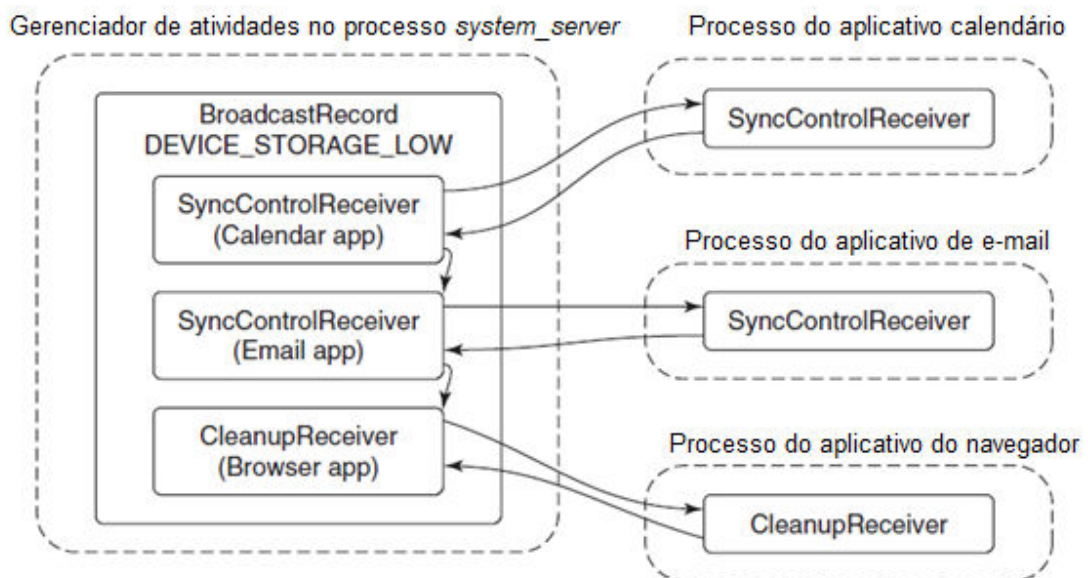 Gerenciador de atividades no processo system_server
Processo do aplicativo calendário
BroadcastRecord
DEVICE_STORAGE_LOW
SyncControlReceiver
(Calendar app)
SyncControlReceiver
(Email app)
CleanupReceiver
(Browser app)
SyncControlReceiver
Processo do aplicativo de e-mail
SyncControlReceiver
Processo do aplicativo do navegador
CleanupReceiver